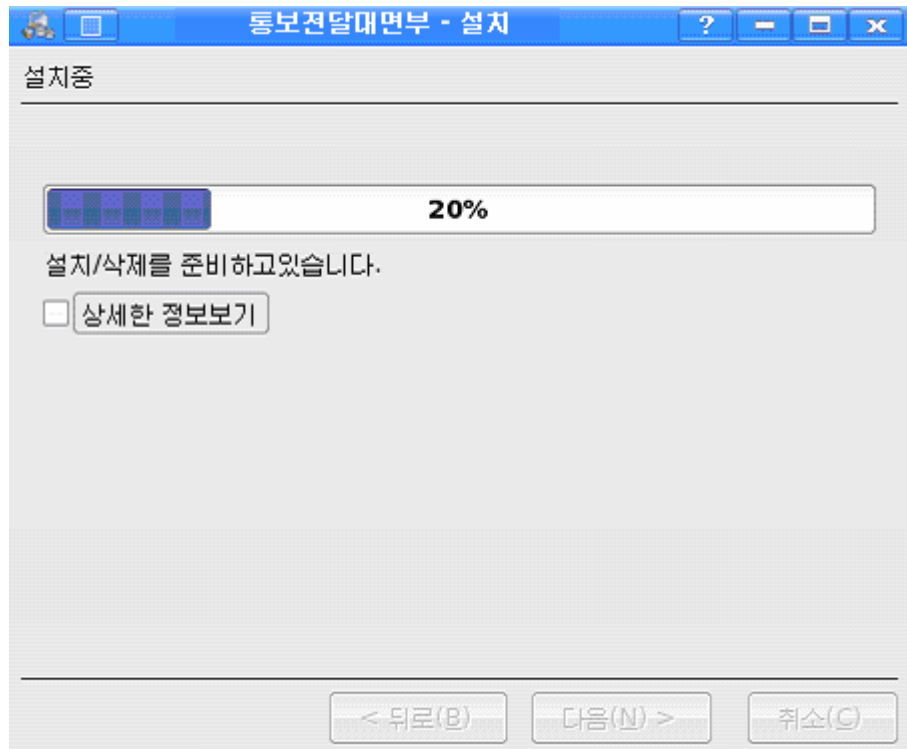 통보전달대면부 - 설치
설치중
20%
설치/삭제를 준비하고있습니다.
상세한 정보보기
< 뒤로(B)
다음(N) >
취소(C)